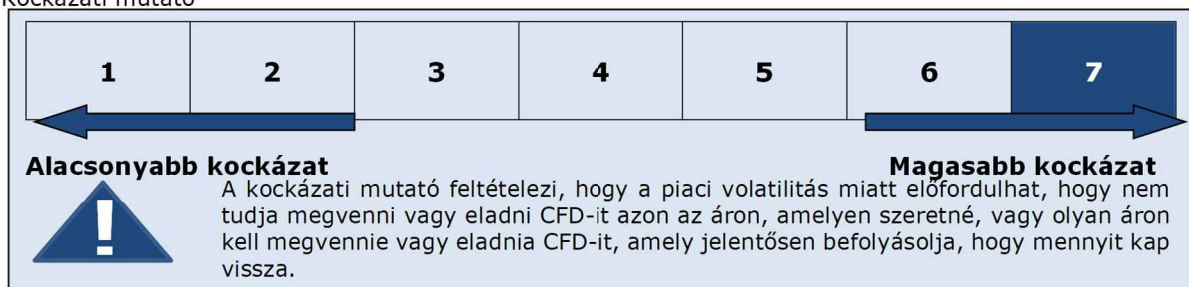 Kockázati mutató
1 2 3 4 5 6 7
Alacsonyabb kockázat Magasabb kockázat
A kockázati mutató feltételezi, hogy a piaci volatilitás miatt előfordulhat, hogy nem
tudja megvenni vagy eladni CFD-it azon az áron, amelyen szeretné, vagy olyan áron
kell megvennie vagy eladnia CFD-it, amely jelentősen befolyásolja, hogy mennyit kap
vissza.
!